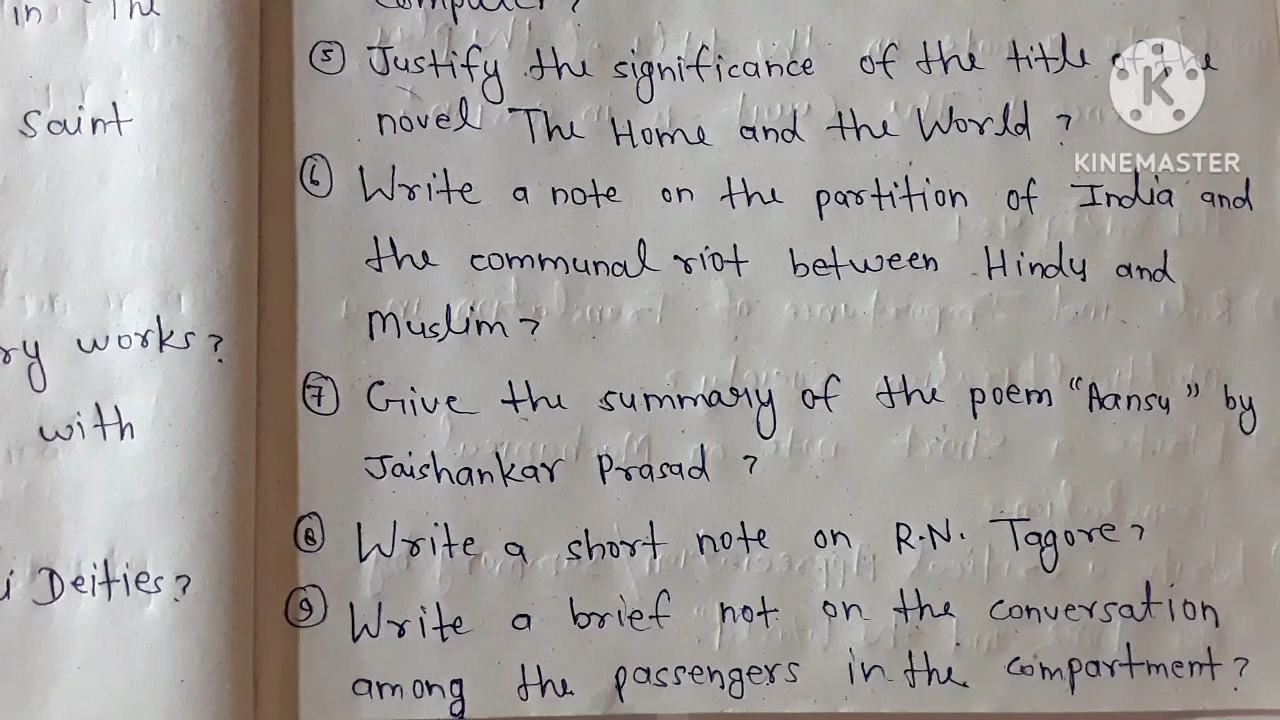 in the
Saint
ry works?
with
i Deities?
computer?
⑤ Justify the significance of the title of the
novel The Home and the World ?
⑥ Write a note on the partition of India and
the communal riot between Hindu and
Muslim?
⑦ Give the summary of the poem "Aansu" by
Jaishankar Prasad ?
⑧ Write a short note on R.N. Tagore?
⑨ Write a brief not on the conversation
among the passengers in the compartment?
K
KINEMASTER